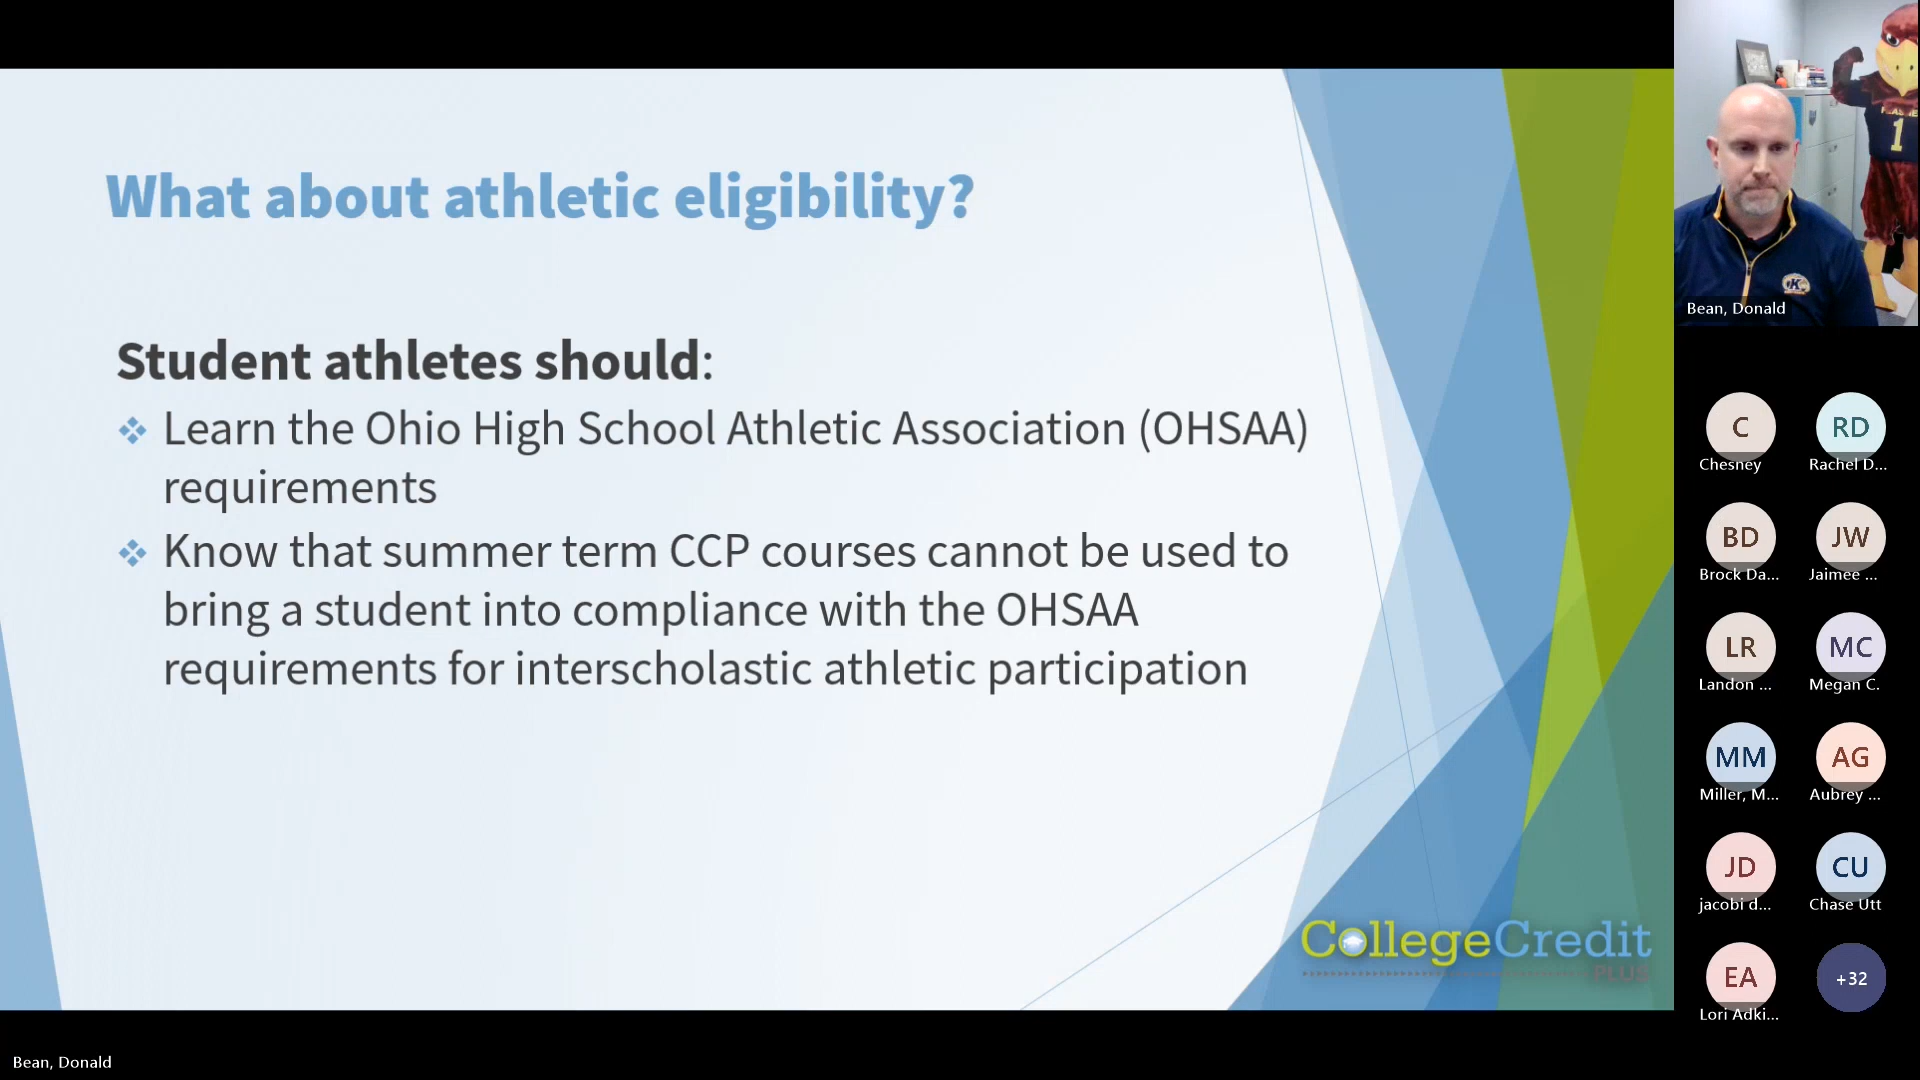 What about athletic eligibility?
Student athletes should:
Learn the Ohio High School Athletic Association (OHSAA)
requirements
Know that summer term CCP courses cannot be used to
bring a student into compliance with the OHSAA
requirements for interscholastic athletic participation
CollegeCredit
PLUS
1
K
Bean, Donald
C
Chesney
RD
Rachel D...
BD
Brock Da...
JW
Jaimee ...
LR
Landon ...
MC
Megan C.
MM
Miller, M...
AG
Aubrey ...
JD
jacobi d...
CU
Chase Utt
EA
Lori Adki...
+32
Bean, Donald